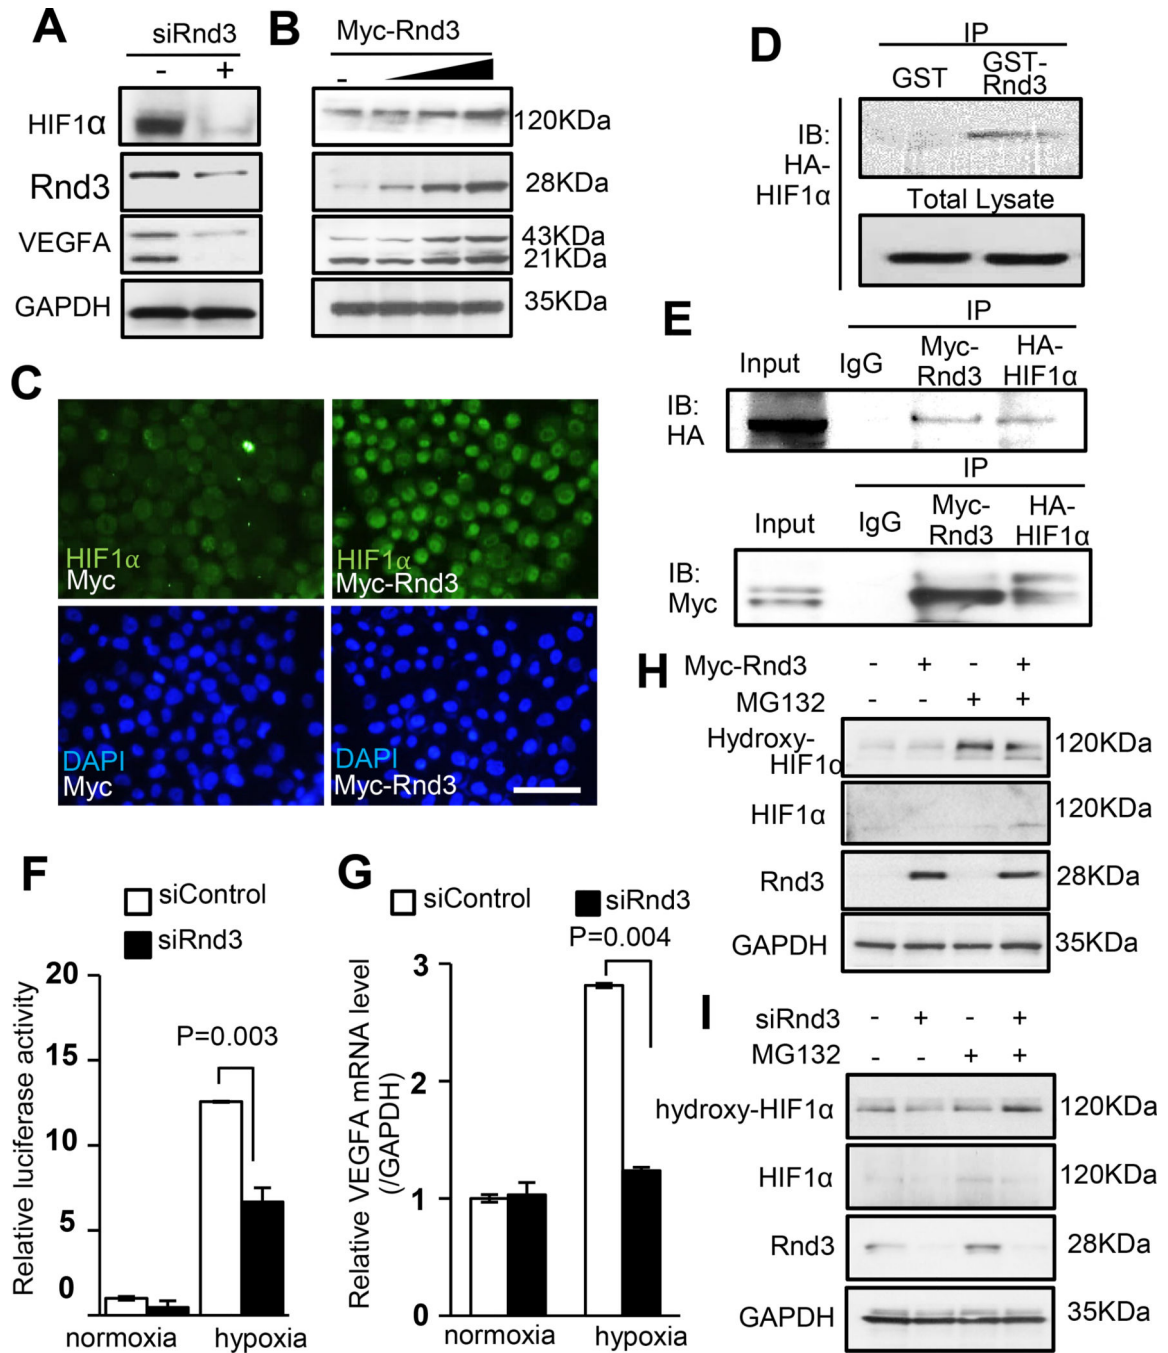 A
siRnd3
- +
HIF1α
Rnd3
VEGFA
GAPDH
B
Myc-Rnd3
-
120KDa
28KDa
43KDa
21KDa
35KDa
C
HIF1α
Myc
HIF1α
Myc-Rnd3
DAPI
Myc
DAPI
Myc-Rnd3
D
IP
GST
GST-
Rnd3
IB:
HA-
HIF1α
Total Lysate
E
IP
Input IgG Myc-
Rnd3 HA-
HIF1α
IB:
HA
IP
Input IgG Myc-
Rnd3 HA-
HIF1α
IB:
Myc
F
siControl
siRnd3
Relative luciferase activity
20
15
10
5
0
P=0.003
normoxia hypoxia
G
siControl siRnd3
P=0.004
Relative VEGFA mRNA level
(/GAPDH)
3
2
1
0
normoxia hypoxia
H
Myc-Rnd3 - + - +
MG132 - - + +
Hydroxy-
HIF1α 120KDa
HIF1α 120KDa
Rnd3 28KDa
GAPDH 35KDa
I
siRnd3 - + - +
MG132 - - + +
hydroxy-HIF1α 120KDa
HIF1α 120KDa
Rnd3 28KDa
GAPDH 35KDa